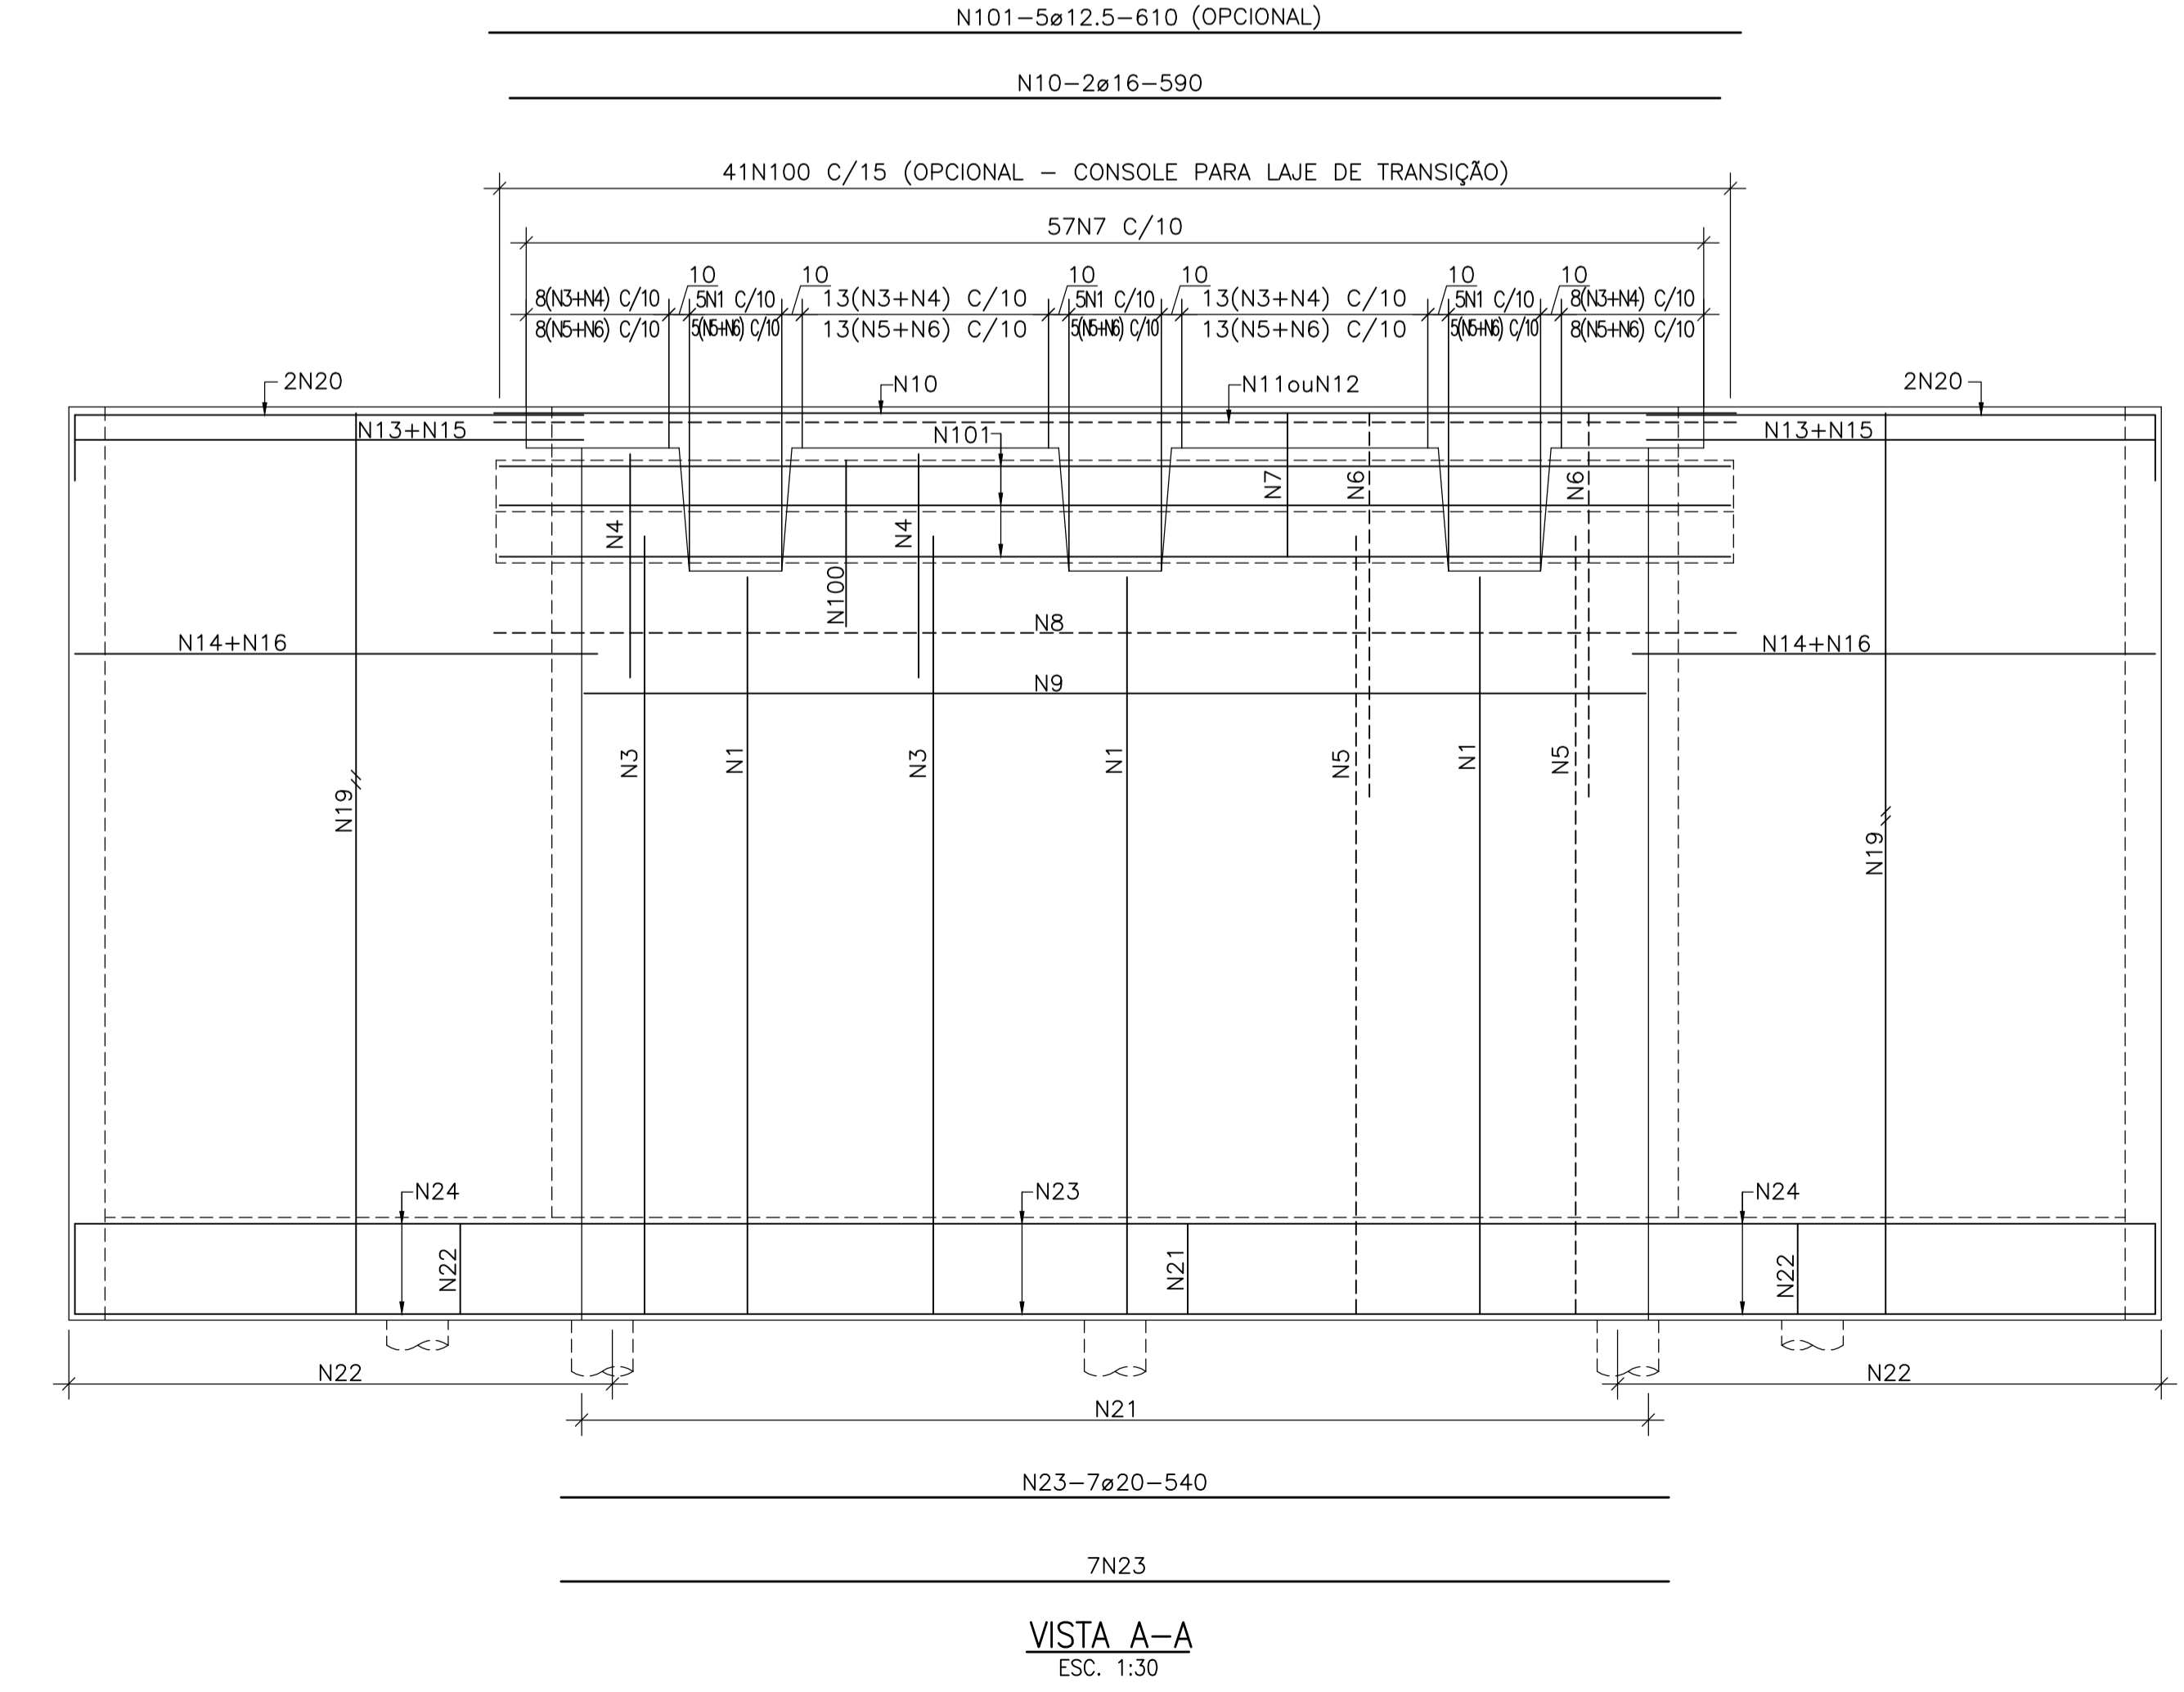 N101-5ø12.5-610 (OPCIONAL)
N10-2ø16-590
41N100 C/15 (OPCIONAL - CONSOLE PARA LAJE DE TRANSIÇÃO)
57N7 C/10
10 10 10 10 10 10
8(N3+N4) C/10 5N1 C/10 13(N3+N4) C/10 5N1 C/10 13(N3+N4) C/10 5N1 C/10 8(N3+N4) C/10
8(N5+N6) C/10 5(N5+N6) C/10 13(N5+N6) C/10 5(N5+N6) C/10 13(N5+N6) C/10 5(N5+N6) C/10 8(N5+N6) C/10
2N20 N10 N11ouN12 2N20
N13+N15 N101 N13+N15
N7 N6 N6
N4 N4
N100
N8
N14+N16 N14+N16
N9
N3 N1 N3 N1 N5 N1 N5
N19 N19
N24 N23 N24
N22 N21 N22
N22 N22
N21
N23-7ø20-540
7N23
VISTA A-A
ESC. 1:30